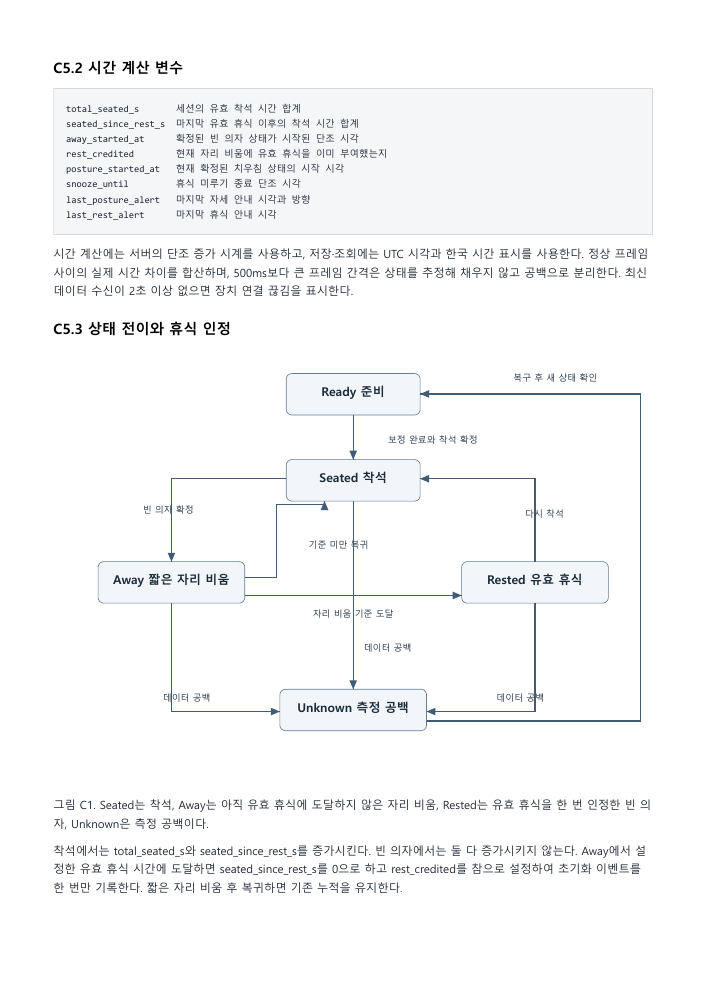 C5.2 시간 계산 변수
total_seated_s 세션의 유효 착석 시간 합계
seated_since_rest_s 마지막 유효 휴식 이후의 착석 시간 합계
away_started_at 확정된 빈 의자 상태가 시작된 단조 시각
rest_credited 현재 자리 비움에 유효 휴식을 이미 부여했는지
posture_started_at 현재 확정된 치우침 상태의 시작 시각
snooze_until 휴식 미루기 종료 단조 시각
last_posture_alert 마지막 자세 안내 시각과 방향
last_rest_alert 마지막 휴식 안내 시각
시간 계산에는 서버의 단조 증가 시계를 사용하고, 저장·조회에는 UTC 시각과 한국 시간 표시를 사용한다. 정상 프레임
사이의 실제 시간 차이를 합산하며, 500ms보다 큰 프레임 간격은 상태를 추정해 채우지 않고 공백으로 분리한다. 최신
데이터 수신이 2초 이상 없으면 장치 연결 끊김을 표시한다.
C5.3 상태 전이와 휴식 인정
복구 후 새 상태 확인
Ready 준비
보정 완료와 착석 확정
Seated 착석
빈 의자 확정
다시 착석
기준 미만 복귀
Away 짧은 자리 비움
Rested 유효 휴식
자리 비움 기준 도달
데이터 공백
데이터 공백
데이터 공백
Unknown 측정 공백
그림 C1. Seated는 착석, Away는 아직 유효 휴식에 도달하지 않은 자리 비움, Rested는 유효 휴식을 한 번 인정한 빈 의
자, Unknown은 측정 공백이다.
착석에서는 total_seated_s와 seated_since_rest_s를 증가시킨다. 빈 의자에서는 둘 다 증가시키지 않는다. Away에서 설
정한 유효 휴식 시간에 도달하면 seated_since_rest_s를 0으로 하고 rest_credited를 참으로 설정하여 초기화 이벤트를
한 번만 기록한다. 짧은 자리 비움 후 복귀하면 기존 누적을 유지한다.